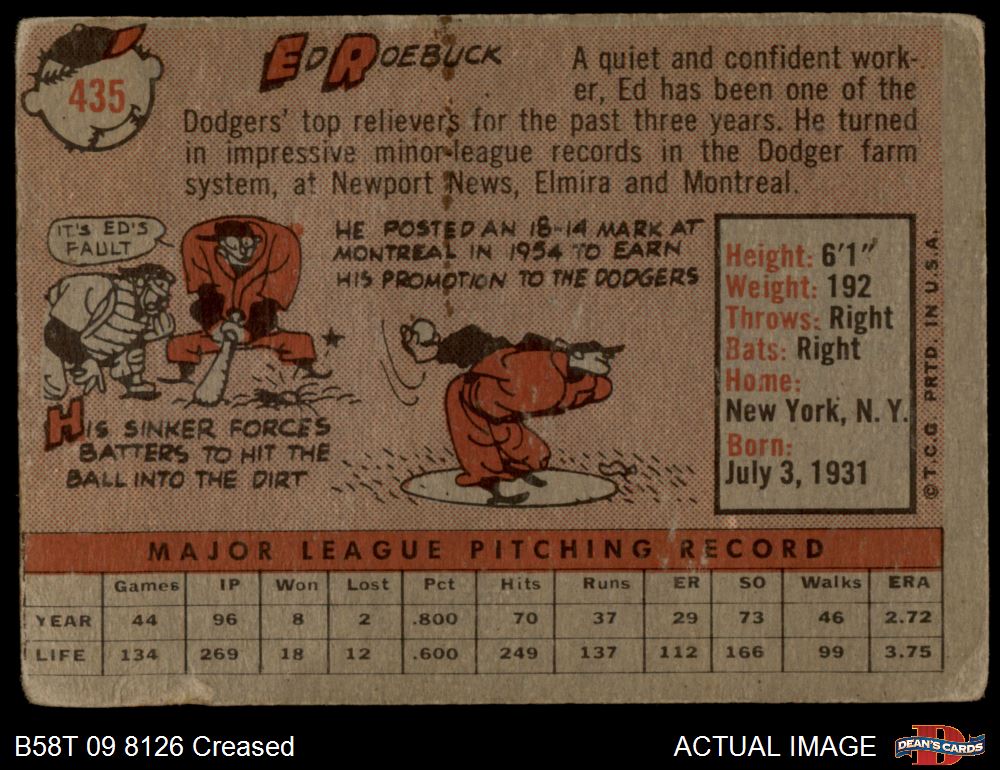 435
ED ROEBUCK
A quiet and confident work-
er, Ed has been one of the
Dodgers' top relievers for the past three years. He turned
in impressive minor-league records in the Dodger farm
system, at Newport News, Elmira and Montreal.
IT'S ED'S
FAULT
HE POSTED AN 18-14 MARK AT
MONTREAL IN 1954 TO EARN
HIS PROMOTION TO THE DODGERS
HIS SINKER FORCES
BATTERS TO HIT THE
BALL INTO THE DIRT
Height: 6'1"
Weight: 192
Throws: Right
Bats: Right
Home:
New York, N. Y.
Born:
July 3, 1931
© T.C.G. PRTD. IN U.S.A.
MAJOR LEAGUE PITCHING RECORD
Games IP Won Lost Pct Hits Runs ER SO Walks ERA
YEAR 44 96 8 2 .800 70 37 29 73 46 2.72
LIFE 134 269 18 12 .600 249 137 112 166 99 3.75
B58T 09 8126 Creased
ACTUAL IMAGE
DEAN'S CARDS